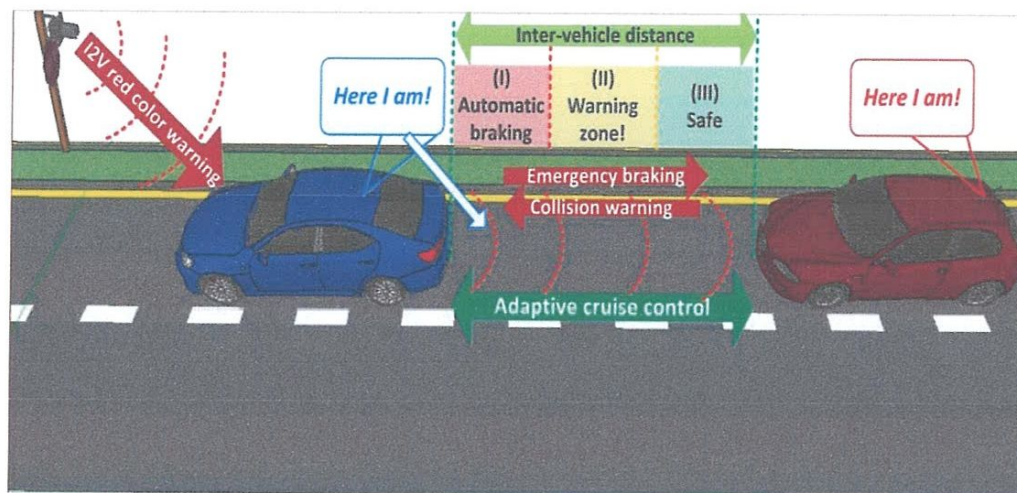 I2V red color warning
Here I am!
Inter-vehicle distance
(I)
Automatic
braking
(II)
Warning
zone!
(III)
Safe
Here I am!
Emergency braking
Collision warning
Adaptive cruise control